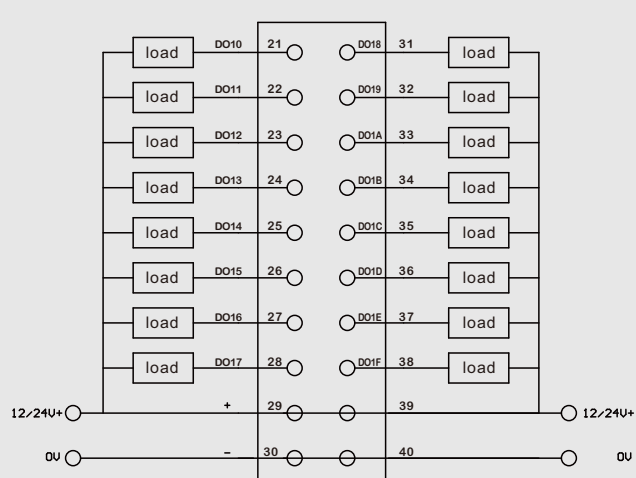 load DO10 21 DO18 31 load
load DO11 22 DO19 32 load
load DO12 23 DO1A 33 load
load DO13 24 DO1B 34 load
load DO14 25 DO1C 35 load
load DO15 26 DO1D 36 load
load DO16 27 DO1E 37 load
load DO17 28 DO1F 38 load
12/24V+ + 29 39 12/24V+
0V - 30 40 0V